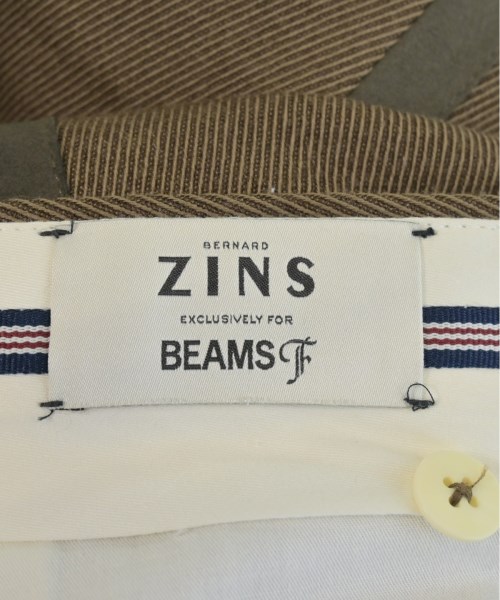 BERNARD
ZINS
EXCLUSIVELY FOR
BEAMS F